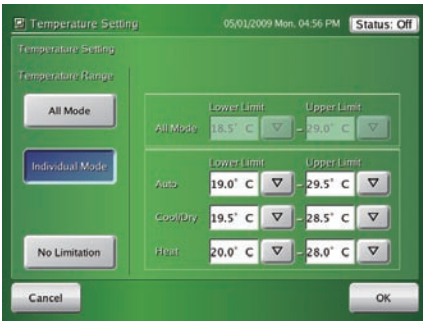 Temperature Setting 05/01/2009 Mon. 04:56 PM Status: Off
Temperature Setting
Temperature Range
All Mode
Individual Mode
No Limitation
Lower Limit Upper Limit
All Mode 18.5° C - 29.0° C
Lower Limit Upper Limit
Auto 19.0° C - 29.5° C
Cool/Dry 19.5° C - 28.5° C
Heat 20.0° C - 28.0° C
Cancel OK